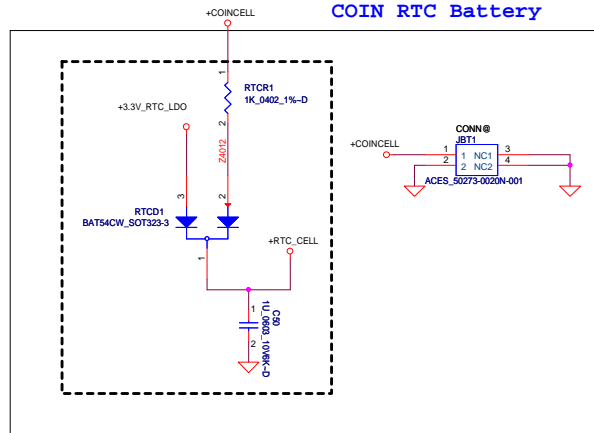 COIN RTC Battery
+COINCELL
1
RTCR1
1K_0402_1%~D
2
+3.3V_RTC_LDO
Z4012
3
2
RTCD1
BAT54CW_SOT323-3
1
+RTC_CELL
1
C50
1U_0603_10V6K~D
2
+COINCELL
CONN@
JBT1
1
2
1
2
NC1
NC2
3
4
ACES_50273-0020N-001